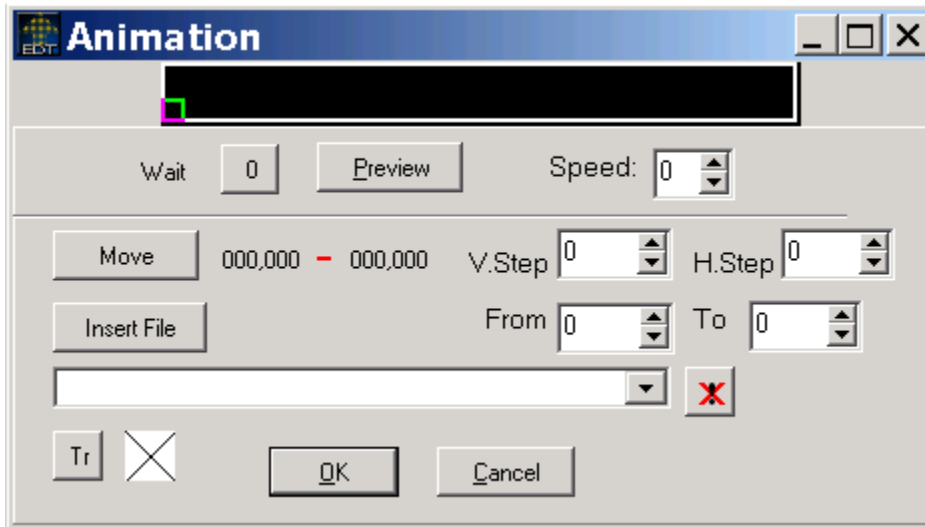 EDT Animation
Wait 0 Preview Speed: 0
Move 000,000 - 000,000 V.Step 0 H.Step 0
Insert File From 0 To 0
Tr OK Cancel